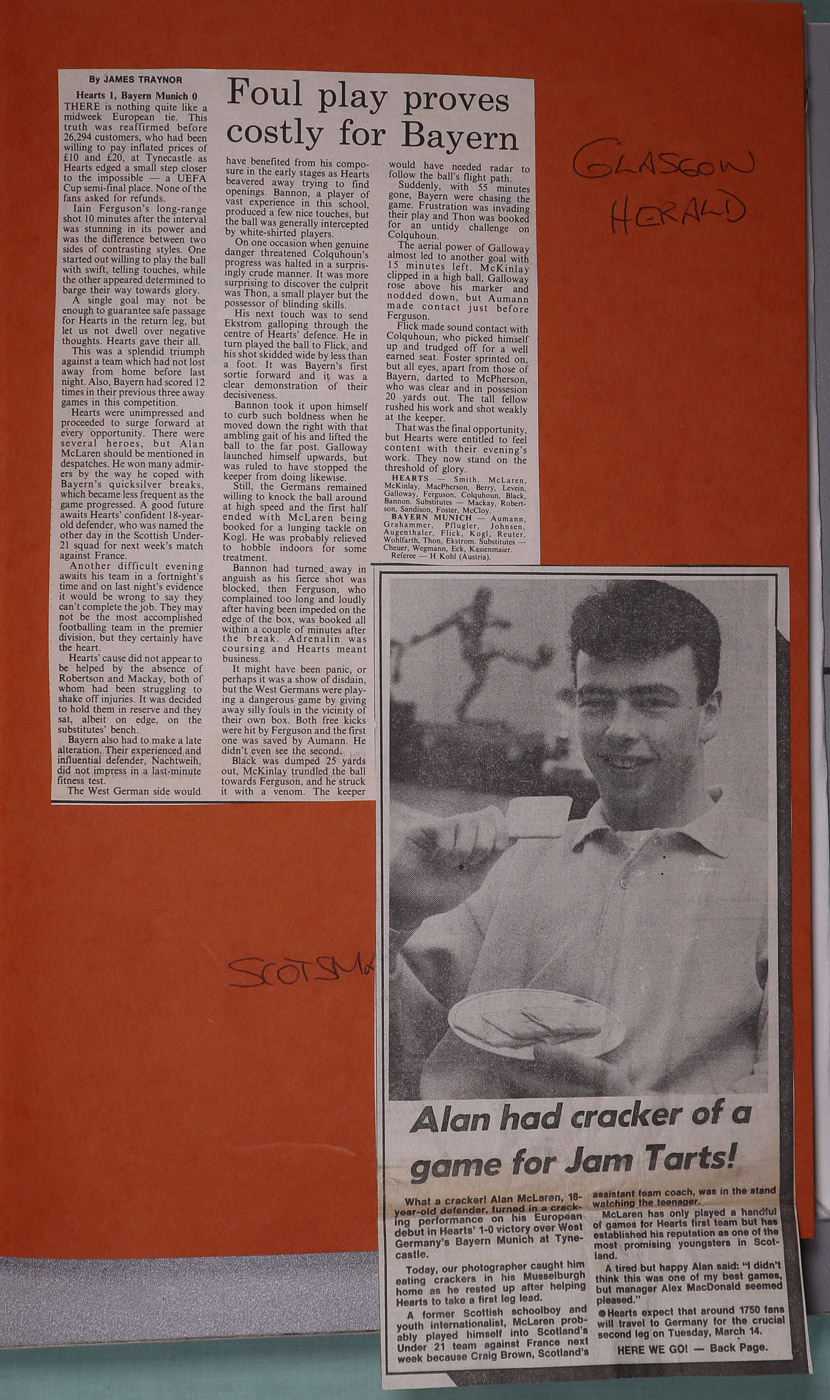 By JAMES TRAYNOR
Hearts 1, Bayern Munich 0
THERE is nothing quite like a
midweek European tie. This
truth was reaffirmed before
26,294 customers, who had been
willing to pay inflated prices of
£10 and £20, at Tynecastle as
Hearts edged a small step closer
to the impossible — a UEFA
Cup semi-final place. None of the
fans asked for refunds.
Iain Ferguson's long-range
shot 10 minutes after the interval
was stunning in its power and
was the difference between two
sides of contrasting styles. One
started out willing to play the ball
with swift, telling touches, while
the other appeared determined to
barge their way towards glory.
A single goal may not be
enough to guarantee safe passage
for Hearts in the return leg, but
let us not dwell over negative
thoughts. Hearts gave their all.
This was a splendid triumph
against a team which had not lost
away from home before last
night. Also, Bayern had scored 12
times in their previous three away
games in this competition.
Hearts were unimpressed and
proceeded to surge forward at
every opportunity. There were
several heroes, but Alan
McLaren should be mentioned in
despatches. He won many admir-
ers by the way he coped with
Bayern's quicksilver breaks,
which became less frequent as the
game progressed. A good future
awaits Hearts' confident 18-year-
old defender, who was named the
other day in the Scottish Under-
21 squad for next week's match
against France.
Another difficult evening
awaits his team in a fortnight's
time and on last night's evidence
it would be wrong to say they
can't complete the job. They may
not be the most accomplished
footballing team in the premier
division, but they certainly have
the heart.
Hearts' cause did not appear to
be helped by the absence of
Robertson and Mackay, both of
whom had been struggling to
shake off injuries. It was decided
to hold them in reserve and they
sat, albeit on edge, on the
substitutes' bench.
Bayern also had to make a late
alteration. Their experienced and
influential defender, Nachtweih,
did not impress in a last-minute
fitness test.
The West German side would
Foul play proves
costly for Bayern
have benefited from his compo-
sure in the early stages as Hearts
beavered away trying to find
openings. Bannon, a player of
vast experience in this school,
produced a few nice touches, but
the ball was generally intercepted
by white-shirted players.
On one occasion when genuine
danger threatened Colquhoun's
progress was halted in a surpris-
ingly crude manner. It was more
surprising to discover the culprit
was Thon, a small player but the
possessor of blinding skills.
His next touch was to send
Ekstrom galloping through the
centre of Hearts' defence. He in
turn played the ball to Flick, and
his shot skidded wide by less than
a foot. It was Bayern's first
sortie forward and it was a
clear demonstration of their
decisiveness.
Bannon took it upon himself
to curb such boldness when he
moved down the right with that
ambling gait of his and lifted the
ball to the far post. Galloway
launched himself upwards, but
was ruled to have stopped the
keeper from doing likewise.
Still, the Germans remained
willing to knock the ball around
at high speed and the first half
ended with McLaren being
booked for a lunging tackle on
Kogl. He was probably relieved
to hobble indoors for some
treatment.
Bannon had turned away in
anguish as his fierce shot was
blocked, then Ferguson, who
complained too long and loudly
after having been impeded on the
edge of the box, was booked all
within a couple of minutes after
the break. Adrenalin was
coursing and Hearts meant
business.
It might have been panic, or
perhaps it was a show of disdain,
but the West Germans were play-
ing a dangerous game by giving
away silly fouls in the vicinity of
their own box. Both free kicks
were hit by Ferguson and the first
one was saved by Aumann. He
didn't even see the second.
Black was dumped 25 yards
out, McKinlay trundled the ball
towards Ferguson, and he struck
it with a venom. The keeper
would have needed radar to
follow the ball's flight path.
Suddenly, with 55 minutes
gone, Bayern were chasing the
game. Frustration was invading
their play and Thon was booked
for an untidy challenge on
Colquhoun.
The aerial power of Galloway
almost led to another goal with
15 minutes left. McKinlay
clipped in a high ball, Galloway
rose above his marker and
nodded down, but Aumann
made contact just before
Ferguson.
Flick made sound contact with
Colquhoun, who picked himself
up and trudged off for a well
earned seat. Foster sprinted on,
but all eyes, apart from those of
Bayern, darted to McPherson,
who was clear and in possesion
20 yards out. The tall fellow
rushed his work and shot weakly
at the keeper.
That was the final opportunity,
but Hearts were entitled to feel
content with their evening's
work. They now stand on the
threshold of glory.
HEARTS — Smith, McLaren,
McKinlay, MacPherson, Berry, Levein,
Galloway, Ferguson, Colquhoun, Black,
Bannon. Substitutes — Mackay, Robert-
son, Sandison, Foster, McCloy.
BAYERN MUNICH — Aumann,
Grahammer, Pflugler, Johnsen,
Augenthaler, Flick, Kogl, Reuter,
Wohlfarth, Thon, Ekstrom. Substitutes —
Cheuer, Wegmann, Eck, Kasienmaier.
Referee — H Kohl (Austria).
GLASGOW
HERALD
SCOTSMA
Alan had cracker of a
game for Jam Tarts!
What a cracker! Alan McLaren, 18-
year-old defender, turned in a crack-
ing performance on his European
debut in Hearts' 1-0 victory over West
Germany's Bayern Munich at Tyne-
castle.
Today, our photographer caught him
eating crackers in his Musselburgh
home as he rested up after helping
Hearts to take a first leg lead.
A former Scottish schoolboy and
youth internationalist, McLaren prob-
ably played himself into Scotland's
Under 21 team against France next
week because Craig Brown, Scotland's
assistant team coach, was in the stand
watching the teenager.
McLaren has only played a handful
of games for Hearts first team but has
established his reputation as one of the
most promising youngsters in Scot-
land.
A tired but happy Alan said: "I didn't
think this was one of my best games,
but manager Alex MacDonald seemed
pleased."
●Hearts expect that around 1750 fans
will travel to Germany for the crucial
second leg on Tuesday, March 14.
HERE WE GO! — Back Page.